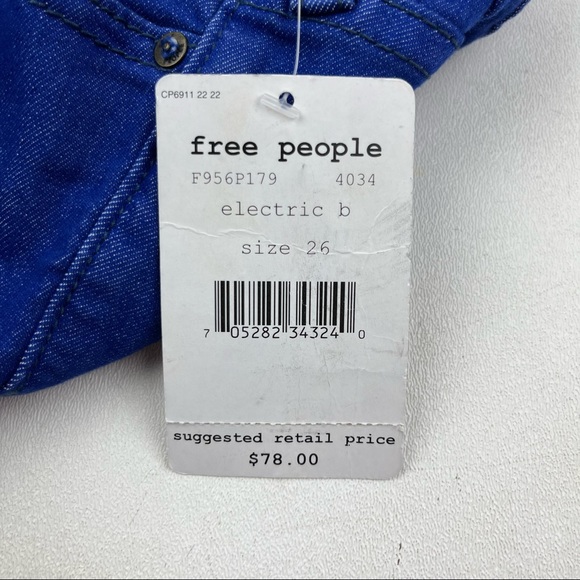 CP6911 22 22
free people
F956P179 4034
electric b
size 26
7 05282 34324 0
suggested retail price
$78.00